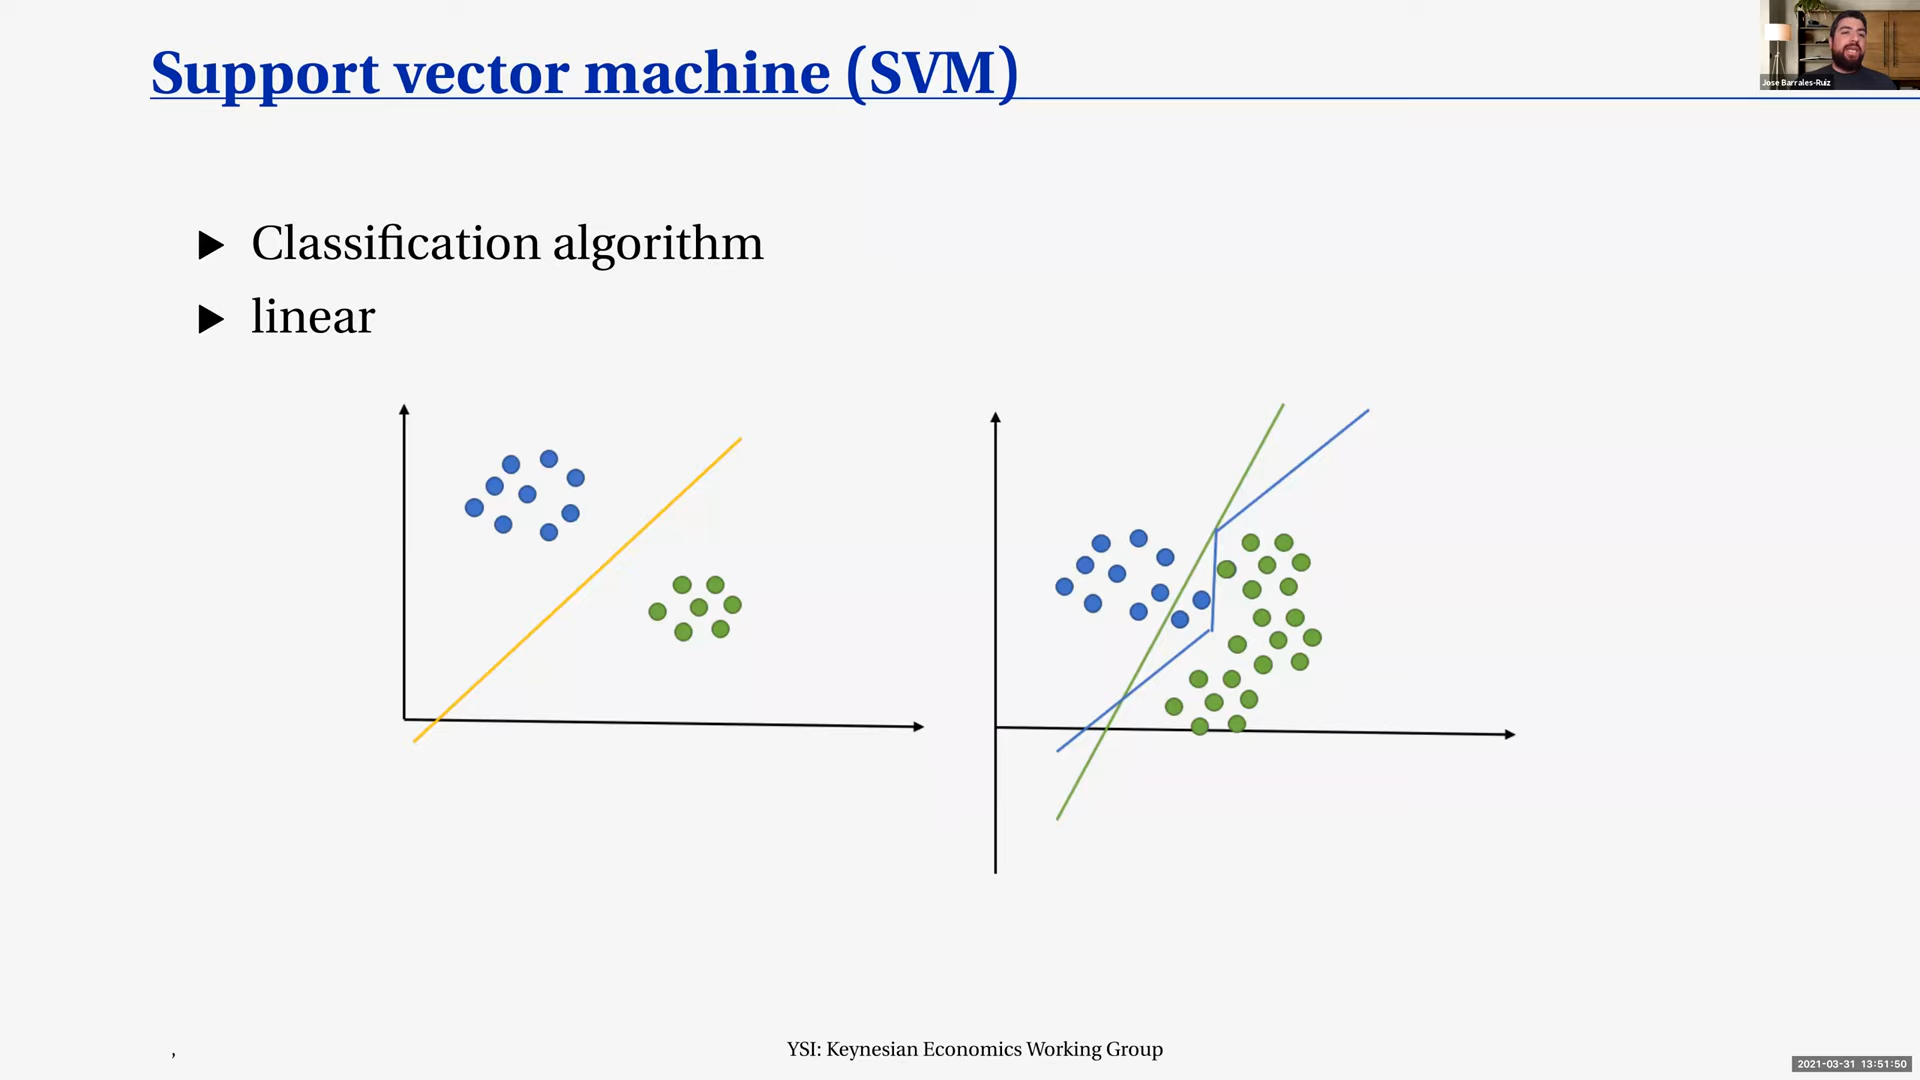 Support vector machine (SVM)
Jose Barrales-Ruiz
▶ Classification algorithm
▶ linear
,
YSI: Keynesian Economics Working Group
2021-03-31 13:51:50